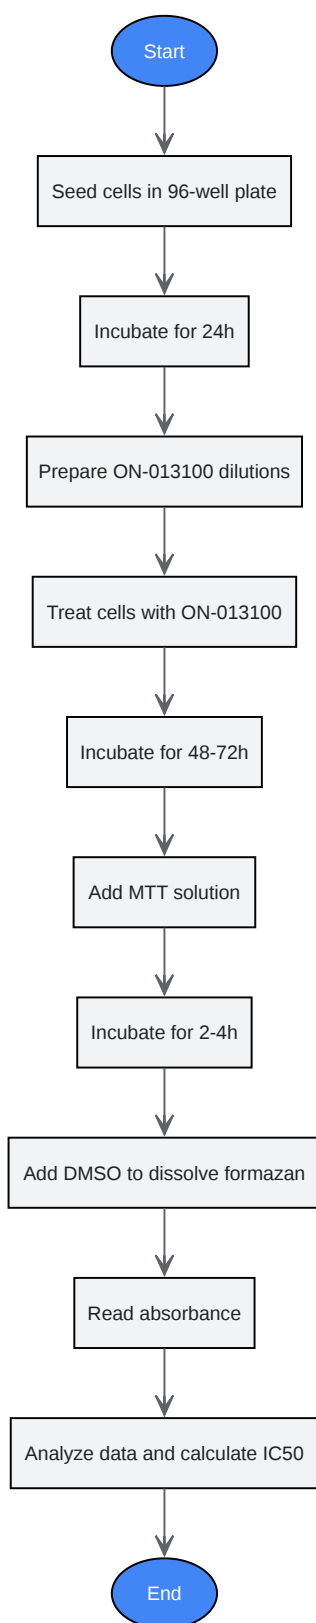 Start
Seed cells in 96-well plate
Incubate for 24h
Prepare ON-013100 dilutions
Treat cells with ON-013100
Incubate for 48-72h
Add MTT solution
Incubate for 2-4h
Add DMSO to dissolve formazan
Read absorbance
Analyze data and calculate IC50
End